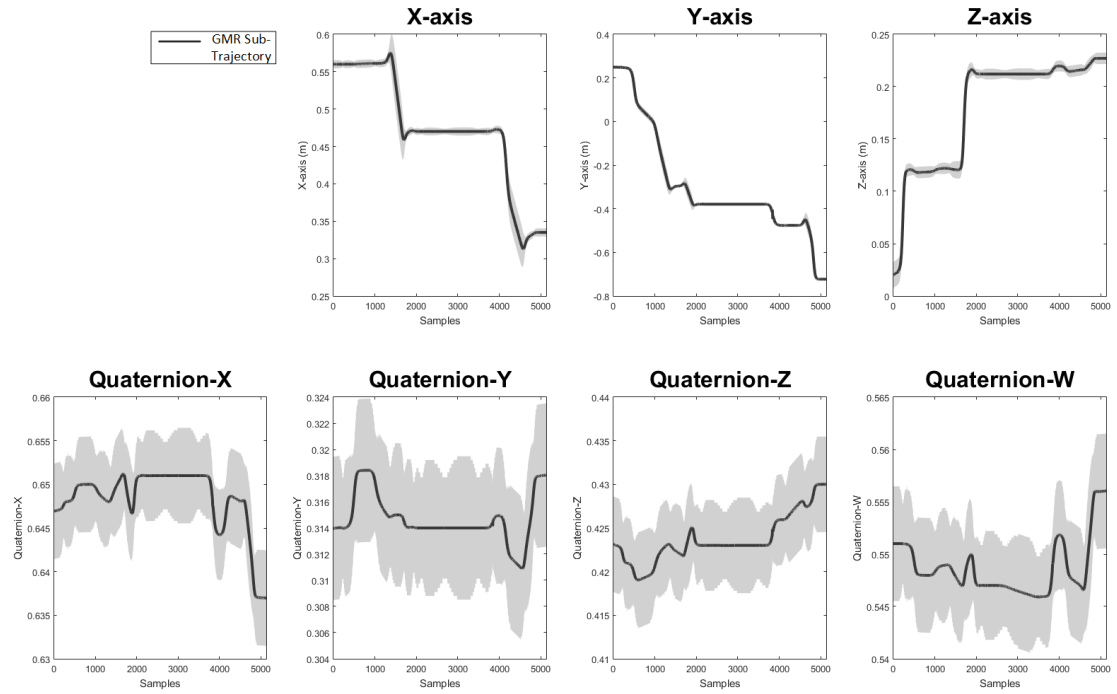 GMR Sub-
Trajectory
X-axis
X-axis (m)
0.6
0.55
0.5
0.45
0.4
0.35
0.3
0.25
0 1000 2000 3000 4000 5000
Samples
Y-axis
Y-axis (m)
0.4
0.2
0
-0.2
-0.4
-0.6
-0.8
0 1000 2000 3000 4000 5000
Samples
Z-axis
Z-axis (m)
0.25
0.2
0.15
0.1
0.05
0
0 1000 2000 3000 4000 5000
Samples
Quaternion-X
Quaternion-X
0.66
0.655
0.65
0.645
0.64
0.635
0.63
0 1000 2000 3000 4000 5000
Samples
Quaternion-Y
Quaternion-Y
0.324
0.322
0.32
0.318
0.316
0.314
0.312
0.31
0.308
0.306
0.304
0 1000 2000 3000 4000 5000
Samples
Quaternion-Z
Quaternion-Z
0.44
0.435
0.43
0.425
0.42
0.415
0.41
0 1000 2000 3000 4000 5000
Samples
Quaternion-W
Quaternion-W
0.565
0.56
0.555
0.55
0.545
0.54
0 1000 2000 3000 4000 5000
Samples